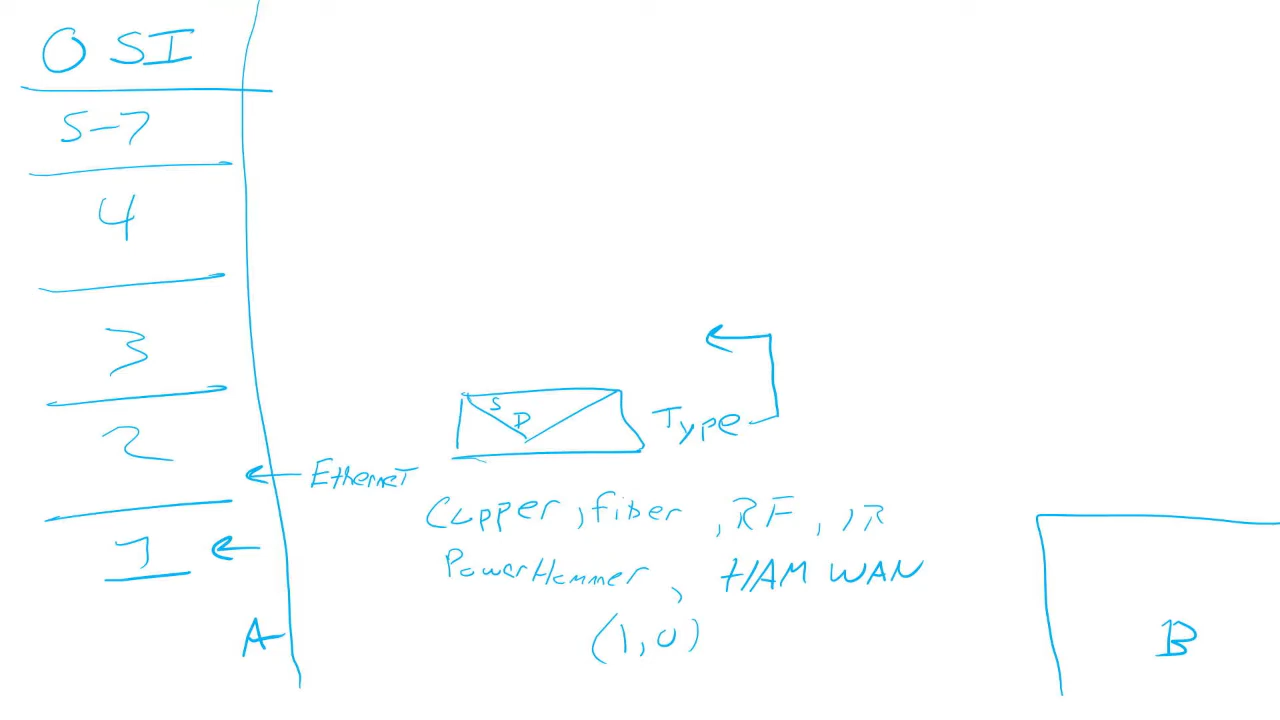 OSI
5-7
4
3
2
1
A
S
D
Type
Ethernet
Copper, fiber, RF, IR
PowerHammer, HAM WAN
(1,0)
B